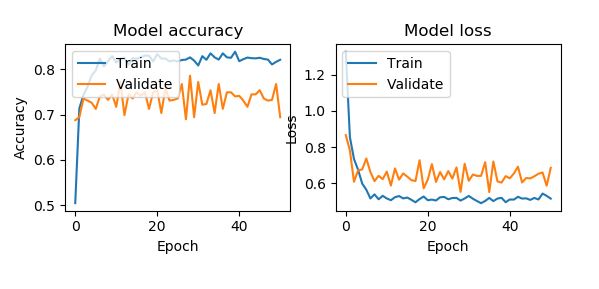 Model accuracy
Train
Validate
0.8
0.7
0.6
0.5
Accuracy
0
20
40
Epoch
Model loss
Train
Validate
1.2
1.0
0.8
0.6
Loss
0
20
40
Epoch